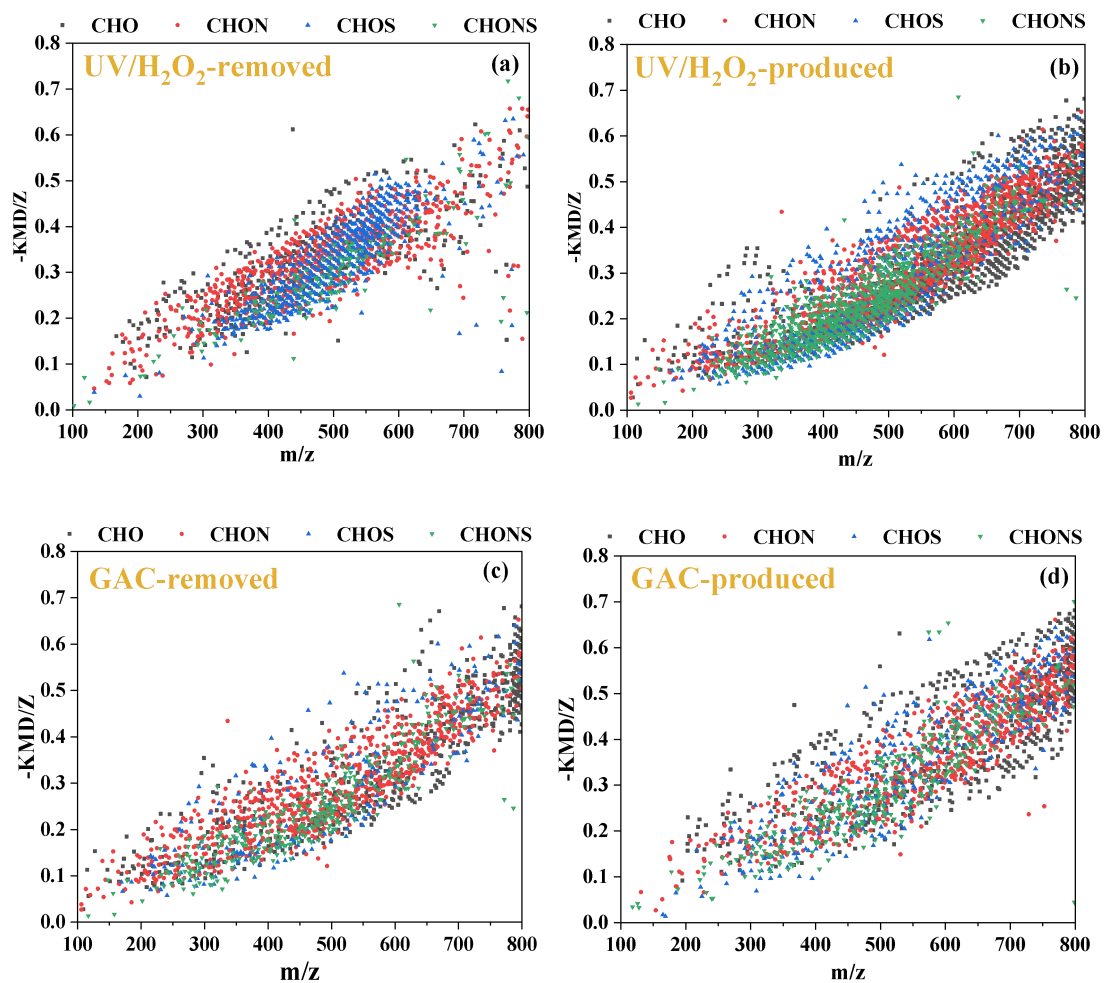 CHO CHON CHOS CHONS
UV/H₂O₂-removed
(a)
-KMD/Z
0.8
0.7
0.6
0.5
0.4
0.3
0.2
0.1
0.0
100 200 300 400 500 600 700 800
m/z
CHO CHON CHOS CHONS
UV/H₂O₂-produced
(b)
-KMD/Z
0.8
0.7
0.6
0.5
0.4
0.3
0.2
0.1
0.0
100 200 300 400 500 600 700 800
m/z
CHO CHON CHOS CHONS
GAC-removed
(c)
-KMD/Z
0.8
0.7
0.6
0.5
0.4
0.3
0.2
0.1
0.0
100 200 300 400 500 600 700 800
m/z
CHO CHON CHOS CHONS
GAC-produced
(d)
-KMD/Z
0.8
0.7
0.6
0.5
0.4
0.3
0.2
0.1
0.0
100 200 300 400 500 600 700 800
m/z